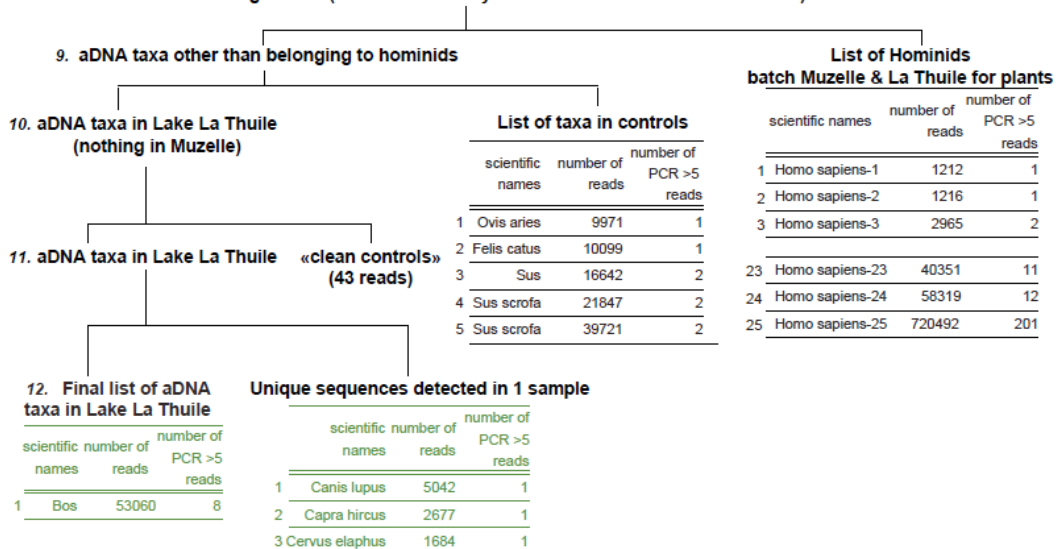 9. aDNA taxa other than belonging to hominids
List of Hominids
batch Muzelle & La Thuile for plants
scientific names number of reads number of PCR >5 reads
1 Homo sapiens-1 1212 1
2 Homo sapiens-2 1216 1
3 Homo sapiens-3 2965 2
23 Homo sapiens-23 40351 11
24 Homo sapiens-24 58319 12
25 Homo sapiens-25 720492 201
10. aDNA taxa in Lake La Thuile
(nothing in Muzelle)
List of taxa in controls
scientific names number of reads number of PCR >5 reads
1 Ovis aries 9971 1
2 Felis catus 10099 1
3 Sus 16642 2
4 Sus scrofa 21847 2
5 Sus scrofa 39721 2
11. aDNA taxa in Lake La Thuile
«clean controls»
(43 reads)
12. Final list of aDNA
taxa in Lake La Thuile
scientific names number of reads number of PCR >5 reads
1 Bos 53060 8
Unique sequences detected in 1 sample
scientific names number of reads number of PCR >5 reads
1 Canis lupus 5042 1
2 Capra hircus 2677 1
3 Cervus elaphus 1684 1